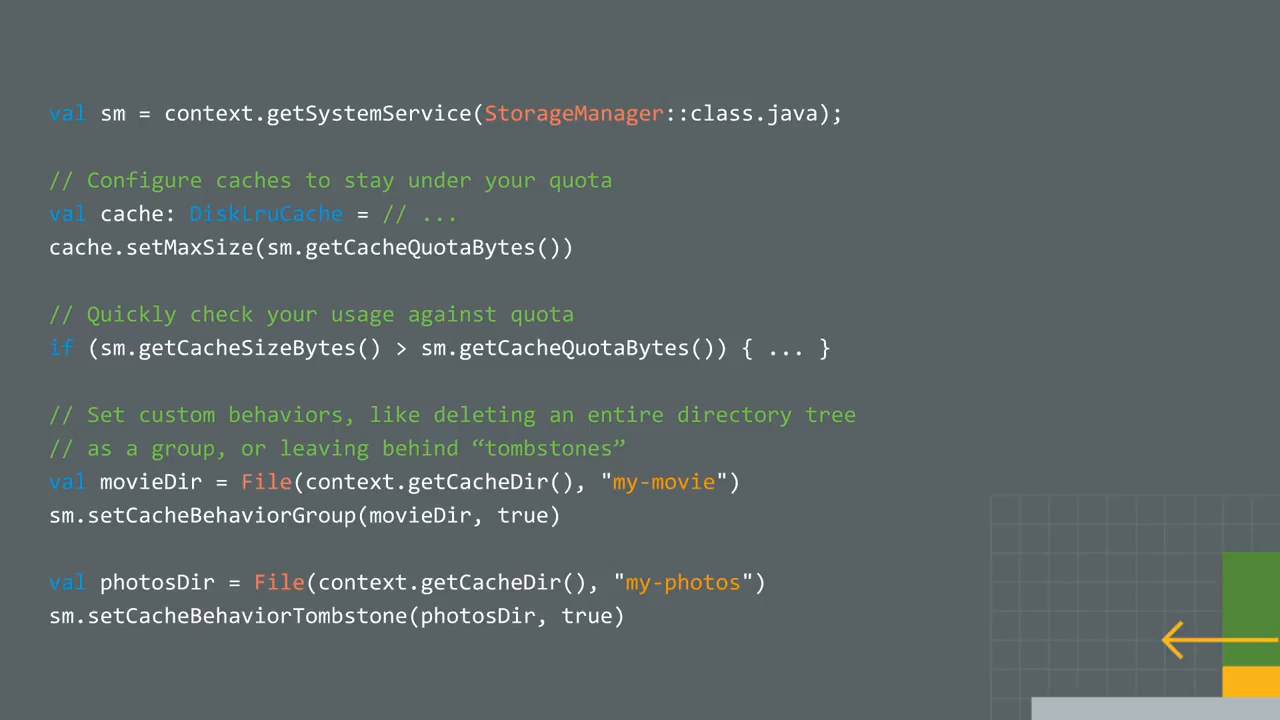 val sm = context.getSystemService(StorageManager::class.java);
// Configure caches to stay under your quota
val cache: DiskLruCache = // ...
cache.setMaxSize(sm.getCacheQuotaBytes())
// Quickly check your usage against quota
if (sm.getCacheSizeBytes() > sm.getCacheQuotaBytes()) { ... }
// Set custom behaviors, like deleting an entire directory tree
// as a group, or leaving behind “tombstones”
val movieDir = File(context.getCacheDir(), "my-movie")
sm.setCacheBehaviorGroup(movieDir, true)
val photosDir = File(context.getCacheDir(), "my-photos")
sm.setCacheBehaviorTombstone(photosDir, true)